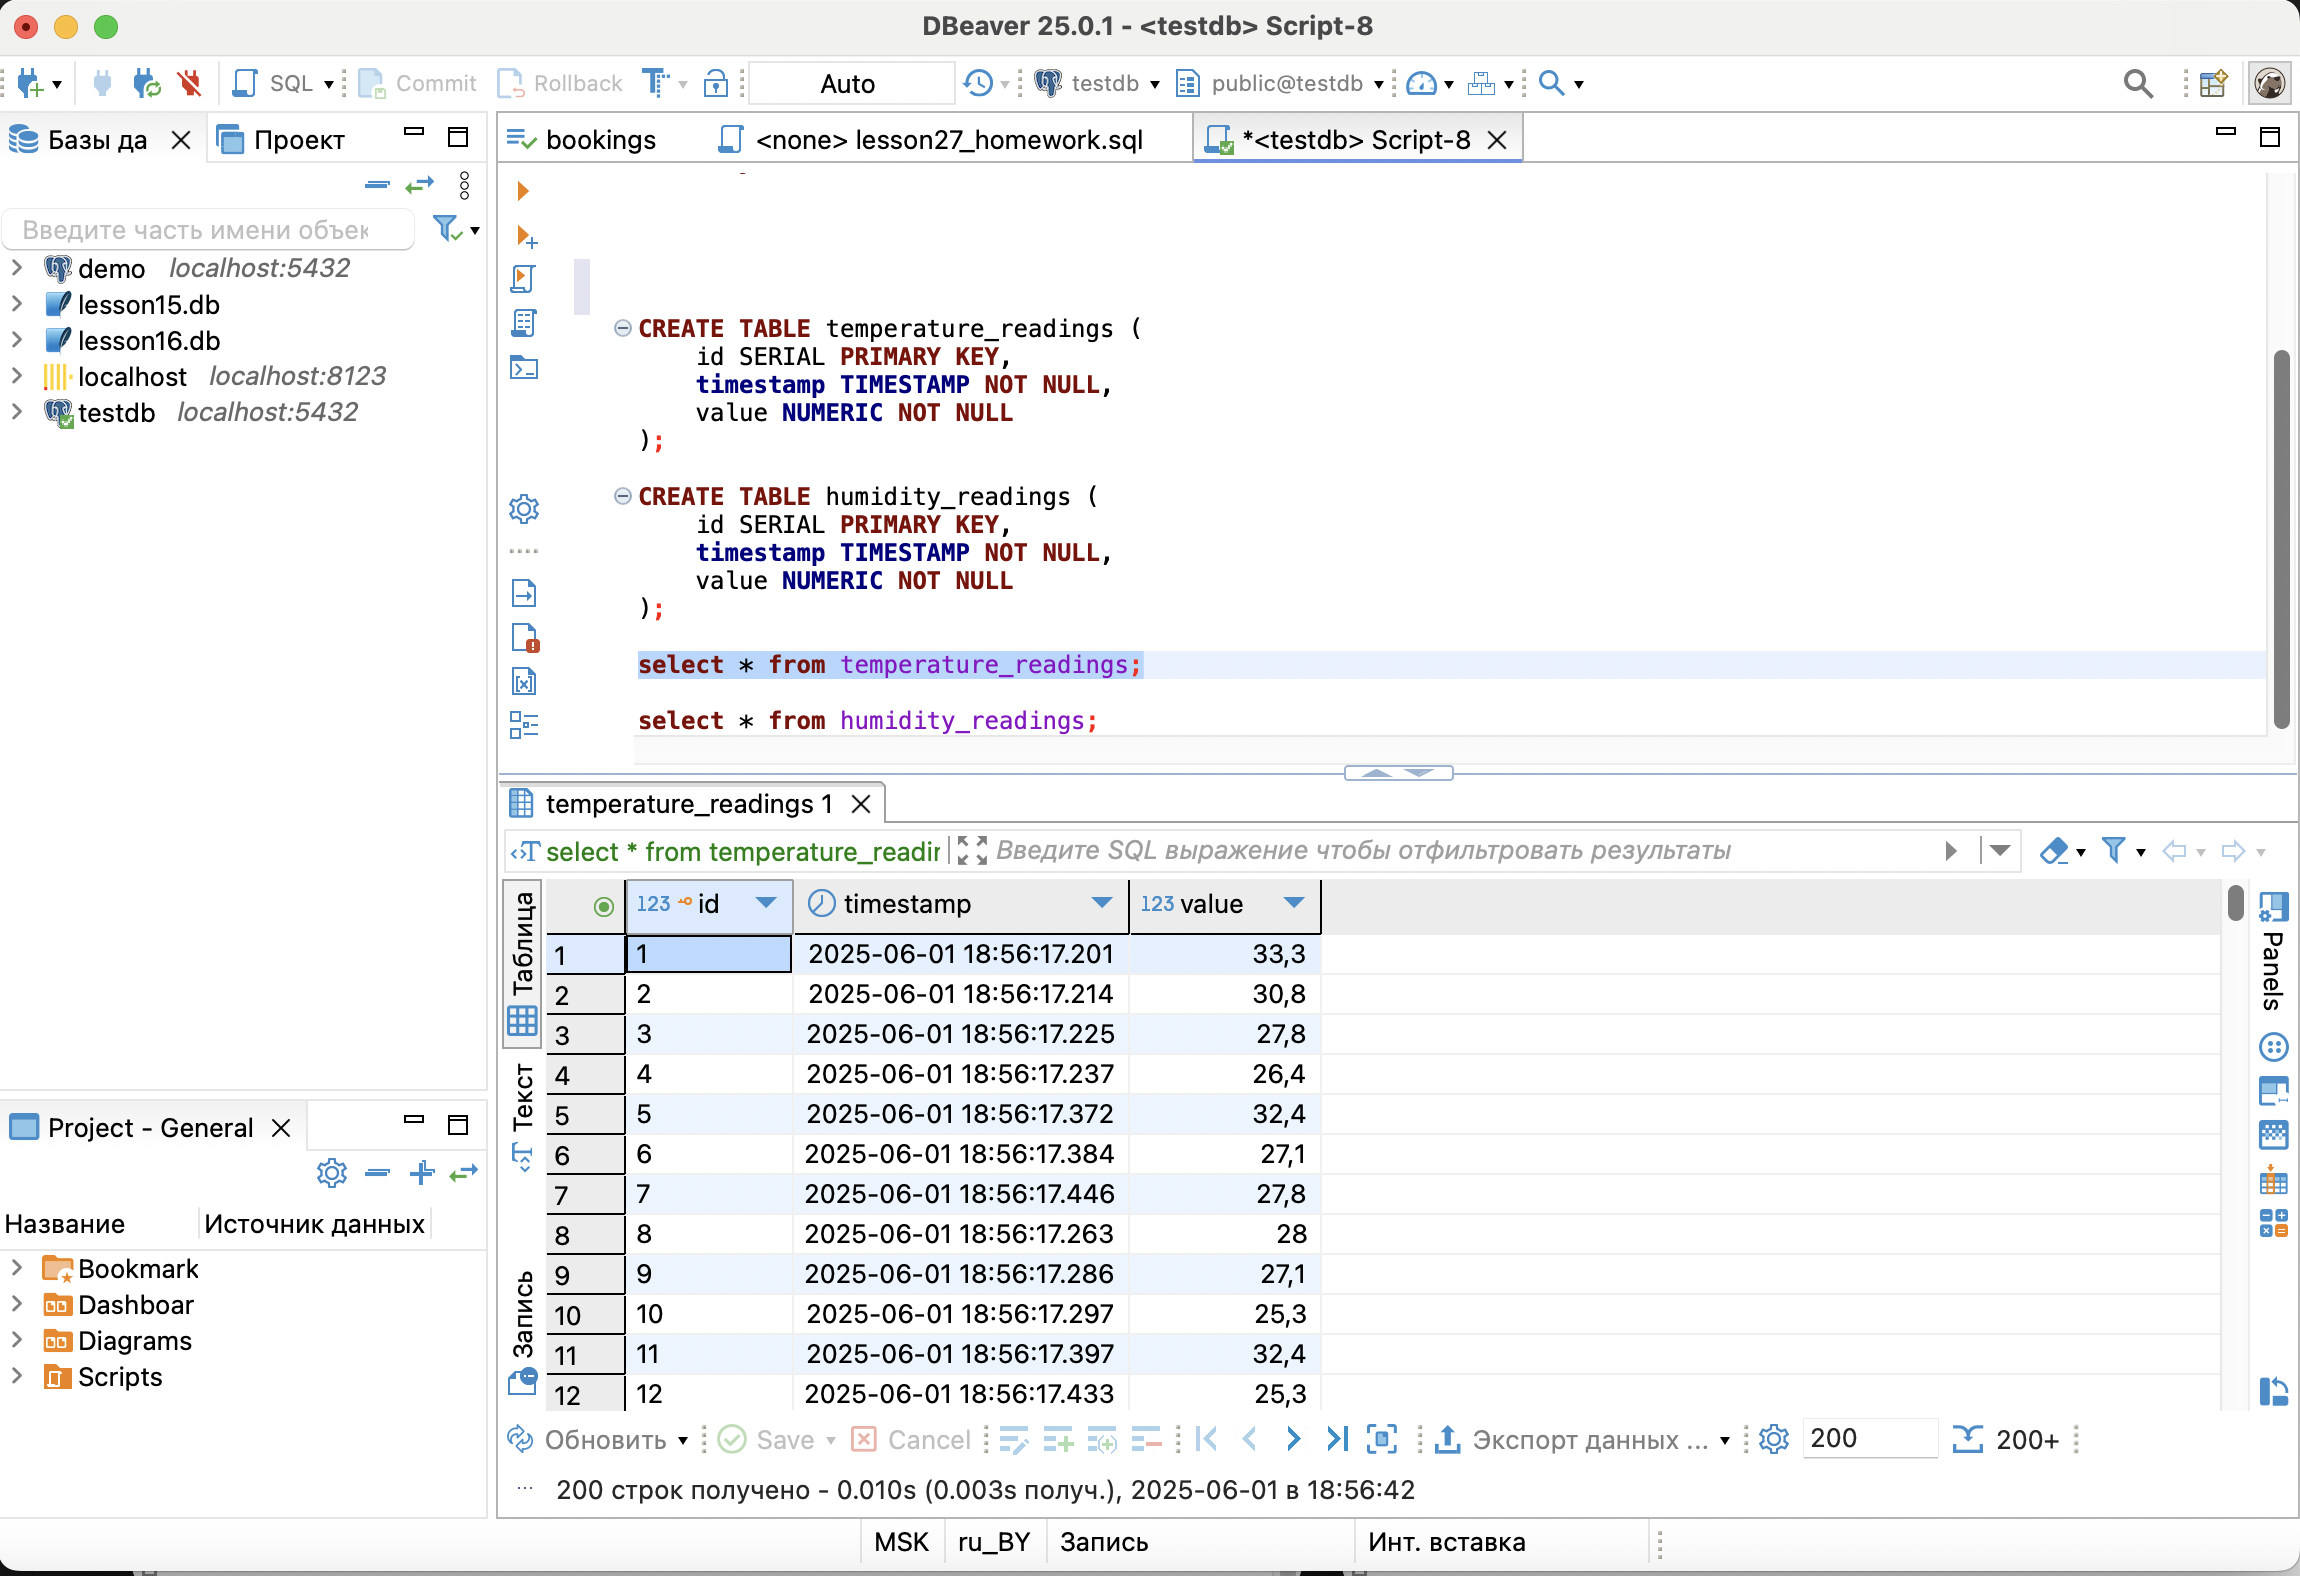 DBeaver 25.0.1 - <testdb> Script-8
SQL Commit Rollback Auto testdb public@testdb
Базы да Проект
Введите часть имени объек
demo localhost:5432
lesson15.db
lesson16.db
localhost localhost:8123
testdb localhost:5432
Project - General
Название Источник данных
Bookmark
Dashboar
Diagrams
Scripts
bookings <none> lesson27_homework.sql *<testdb> Script-8
CREATE TABLE temperature_readings (
id SERIAL PRIMARY KEY,
timestamp TIMESTAMP NOT NULL,
value NUMERIC NOT NULL
);
CREATE TABLE humidity_readings (
id SERIAL PRIMARY KEY,
timestamp TIMESTAMP NOT NULL,
value NUMERIC NOT NULL
);
select * from temperature_readings;
select * from humidity_readings;
temperature_readings 1
select * from temperature_readin Введите SQL выражение чтобы отфильтровать результаты
Таблица
Текст
Запись
123 id timestamp 123 value
1 1 2025-06-01 18:56:17.201 33,3
2 2 2025-06-01 18:56:17.214 30,8
3 3 2025-06-01 18:56:17.225 27,8
4 4 2025-06-01 18:56:17.237 26,4
5 5 2025-06-01 18:56:17.372 32,4
6 6 2025-06-01 18:56:17.384 27,1
7 7 2025-06-01 18:56:17.446 27,8
8 8 2025-06-01 18:56:17.263 28
9 9 2025-06-01 18:56:17.286 27,1
10 10 2025-06-01 18:56:17.297 25,3
11 11 2025-06-01 18:56:17.397 32,4
12 12 2025-06-01 18:56:17.433 25,3
Panels
Обновить Save Cancel Экспорт данных ... 200 200+
200 строк получено - 0.010s (0.003s получ.), 2025-06-01 в 18:56:42
MSK ru_BY Запись Инт. вставка